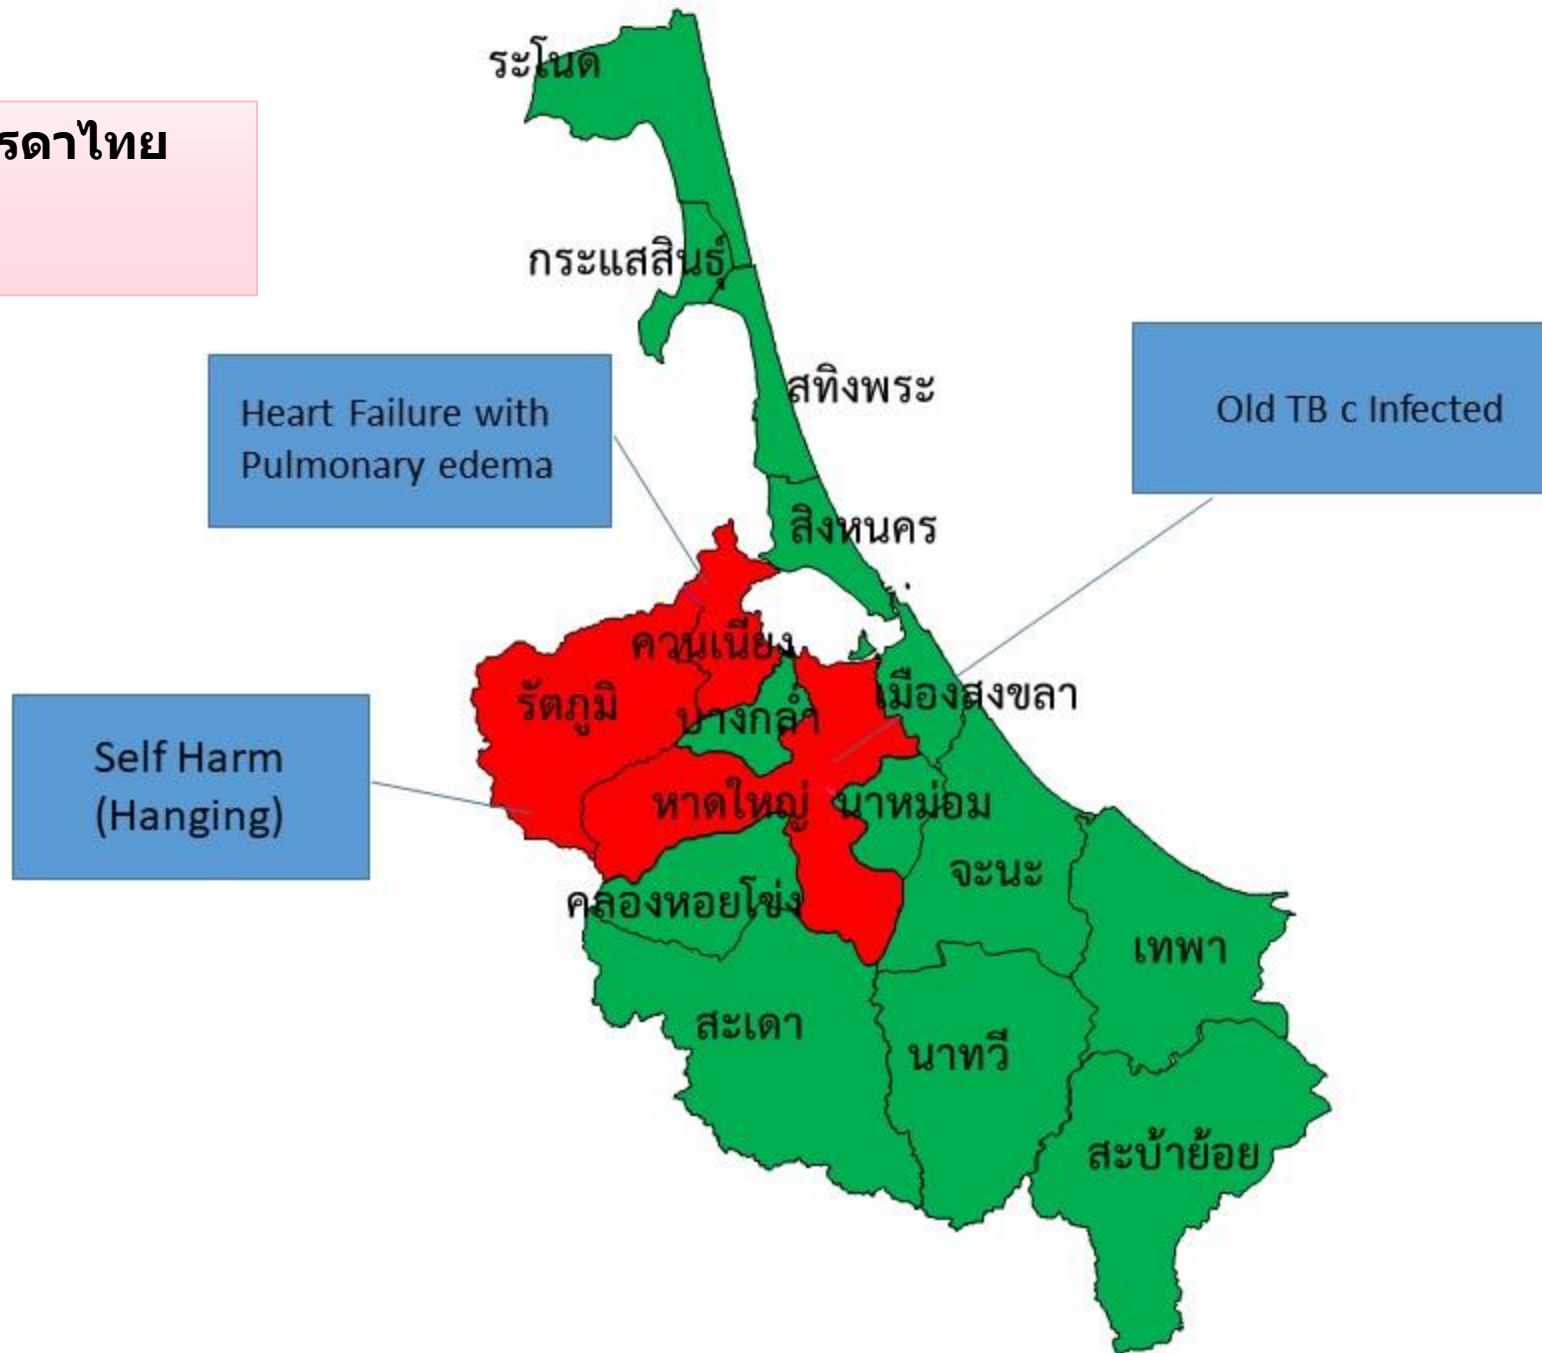 ระโนด
รดาไทย
กระแสสินธุ์
สทิงพระ
Heart Failure with
Pulmonary edema
Old TB c Infected
สิงหนคร
ควนเนียง
เมืองสงขลา
รัตภูมิ
บางกล่ำ
Self Harm
(Hanging)
หาดใหญ่
นาหม่อม
จะนะ
คลองหอยโข่ง
เทพา
สะเดา
นาทวี
สะบ้าย้อย